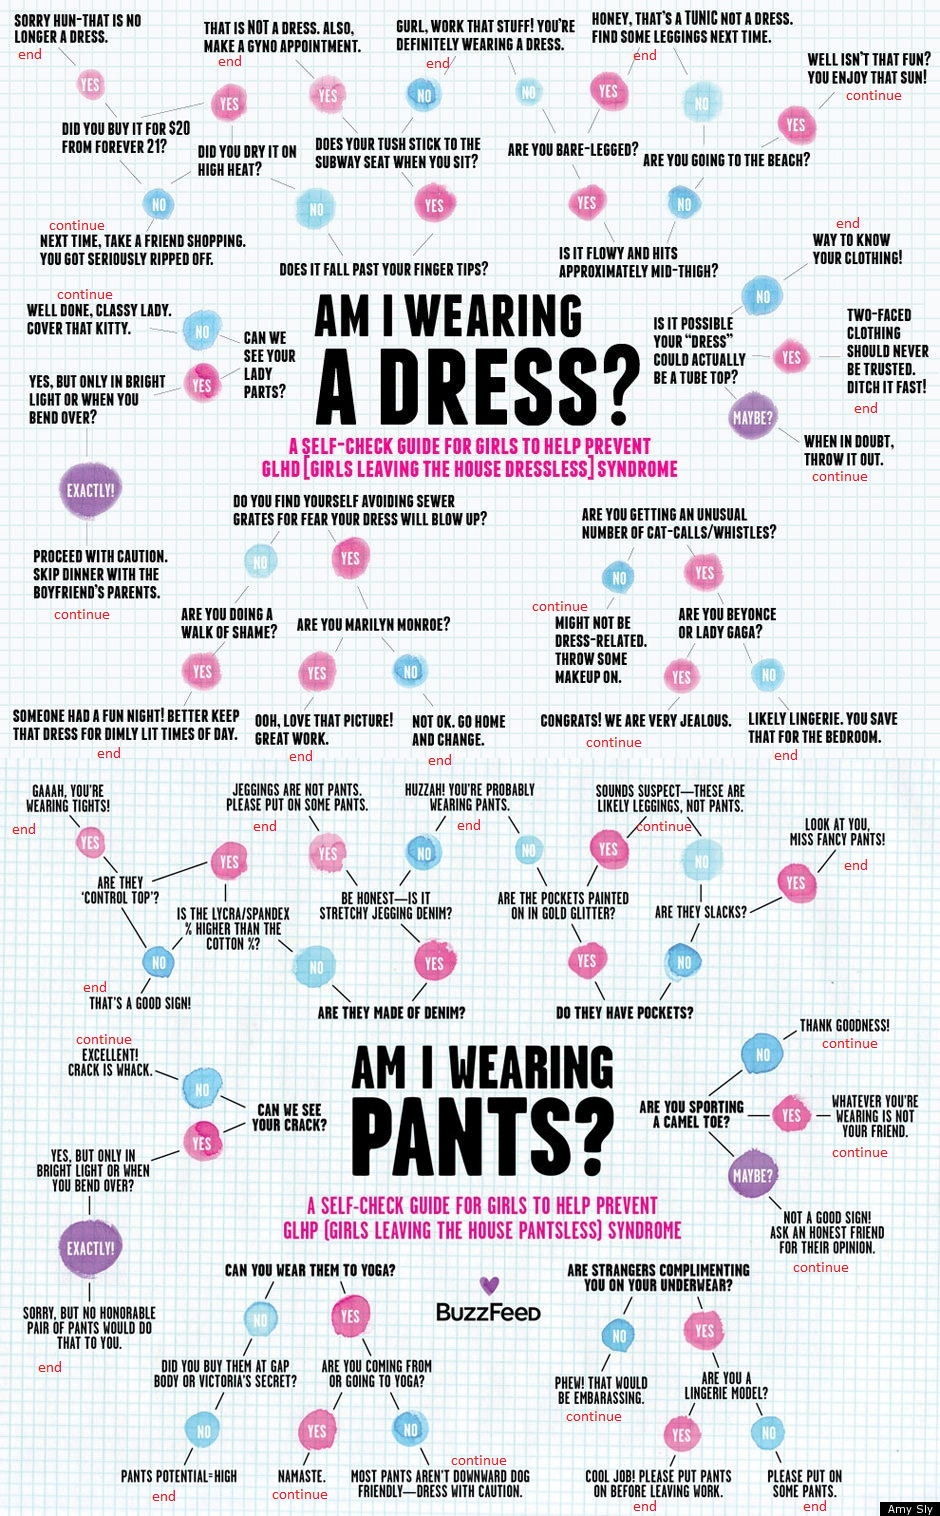 SORRY HUN-THAT IS NO
LONGER A DRESS.
end
THAT IS NOT A DRESS. ALSO,
MAKE A GYNO APPOINTMENT.
end
GURL, WORK THAT STUFF! YOU'RE
DEFINITELY WEARING A DRESS.
end
HONEY, THAT'S A TUNIC NOT A DRESS.
FIND SOME LEGGINGS NEXT TIME.
end
WELL ISN'T THAT FUN?
YOU ENJOY THAT SUN!
continue
YES
YES
YES
NO
NO
YES
NO
YES
DID YOU BUY IT FOR $20
FROM FOREVER 21?
DID YOU DRY IT ON
HIGH HEAT?
DOES YOUR TUSH STICK TO THE
SUBWAY SEAT WHEN YOU SIT?
ARE YOU BARE-LEGGED?
ARE YOU GOING TO THE BEACH?
NO
NO
YES
YES
NO
continue
NEXT TIME, TAKE A FRIEND SHOPPING.
YOU GOT SERIOUSLY RIPPED OFF.
DOES IT FALL PAST YOUR FINGER TIPS?
IS IT FLOWY AND HITS
APPROXIMATELY MID-THIGH?
end
WAY TO KNOW
YOUR CLOTHING!
continue
WELL DONE, CLASSY LADY.
COVER THAT KITTY.
NO
CAN WE
SEE YOUR
LADY
PARTS?
YES
YES, BUT ONLY IN BRIGHT
LIGHT OR WHEN YOU
BEND OVER?
EXACTLY!
PROCEED WITH CAUTION.
SKIP DINNER WITH THE
BOYFRIEND'S PARENTS.
continue
AM I WEARING
A DRESS?
A SELF-CHECK GUIDE FOR GIRLS TO HELP PREVENT
GLHD [GIRLS LEAVING THE HOUSE DRESSLESS] SYNDROME
NO
IS IT POSSIBLE
YOUR "DRESS"
COULD ACTUALLY
BE A TUBE TOP?
YES
TWO-FACED
CLOTHING
SHOULD NEVER
BE TRUSTED.
DITCH IT FAST!
end
MAYBE?
WHEN IN DOUBT,
THROW IT OUT.
continue
DO YOU FIND YOURSELF AVOIDING SEWER
GRATES FOR FEAR YOUR DRESS WILL BLOW UP?
NO
YES
ARE YOU DOING A
WALK OF SHAME?
ARE YOU MARILYN MONROE?
YES
YES
NO
SOMEONE HAD A FUN NIGHT! BETTER KEEP
THAT DRESS FOR DIMLY LIT TIMES OF DAY.
end
OOH, LOVE THAT PICTURE!
GREAT WORK.
end
NOT OK. GO HOME
AND CHANGE.
end
ARE YOU GETTING AN UNUSUAL
NUMBER OF CAT-CALLS/WHISTLES?
NO
YES
continue
MIGHT NOT BE
DRESS-RELATED.
THROW SOME
MAKEUP ON.
ARE YOU BEYONCE
OR LADY GAGA?
YES
NO
CONGRATS! WE ARE VERY JEALOUS.
continue
LIKELY LINGERIE. YOU SAVE
THAT FOR THE BEDROOM.
end
GAAAH, YOU'RE
WEARING TIGHTS!
end
JEGGINGS ARE NOT PANTS.
PLEASE PUT ON SOME PANTS.
end
HUZZAH! YOU'RE PROBABLY
WEARING PANTS.
end
SOUNDS SUSPECT—THESE ARE
LIKELY LEGGINGS, NOT PANTS.
continue
LOOK AT YOU,
MISS FANCY PANTS!
end
YES
YES
YES
NO
NO
YES
NO
YES
ARE THEY
'CONTROL TOP'?
IS THE LYCRA/SPANDEX
% HIGHER THAN THE
COTTON %?
BE HONEST—IS IT
STRETCHY JEGGING DENIM?
ARE THE POCKETS PAINTED
ON IN GOLD GLITTER?
ARE THEY SLACKS?
NO
NO
YES
YES
NO
end
THAT'S A GOOD SIGN!
ARE THEY MADE OF DENIM?
DO THEY HAVE POCKETS?
continue
EXCELLENT!
CRACK IS WHACK.
NO
CAN WE SEE
YOUR CRACK?
YES
YES, BUT ONLY IN
BRIGHT LIGHT OR WHEN
YOU BEND OVER?
EXACTLY!
SORRY, BUT NO HONORABLE
PAIR OF PANTS WOULD DO
THAT TO YOU.
end
AM I WEARING
PANTS?
A SELF-CHECK GUIDE FOR GIRLS TO HELP PREVENT
GLHP (GIRLS LEAVING THE HOUSE PANTSLESS) SYNDROME
THANK GOODNESS!
continue
NO
ARE YOU SPORTING
A CAMEL TOE?
YES
WHATEVER YOU'RE
WEARING IS NOT
YOUR FRIEND.
continue
MAYBE?
NOT A GOOD SIGN!
ASK AN HONEST FRIEND
FOR THEIR OPINION.
continue
CAN YOU WEAR THEM TO YOGA?
NO
YES
DID YOU BUY THEM AT GAP
BODY OR VICTORIA'S SECRET?
ARE YOU COMING FROM
OR GOING TO YOGA?
NO
YES
NO
PANTS POTENTIAL=HIGH
end
NAMASTE.
continue
continue
MOST PANTS AREN'T DOWNWARD DOG
FRIENDLY—DRESS WITH CAUTION.
BUZZFEED
ARE STRANGERS COMPLIMENTING
YOU ON YOUR UNDERWEAR?
NO
YES
PHEW! THAT WOULD
BE EMBARASSING.
continue
ARE YOU A
LINGERIE MODEL?
YES
NO
COOL JOB! PLEASE PUT PANTS
ON BEFORE LEAVING WORK.
end
PLEASE PUT ON
SOME PANTS.
end
Amy Sly